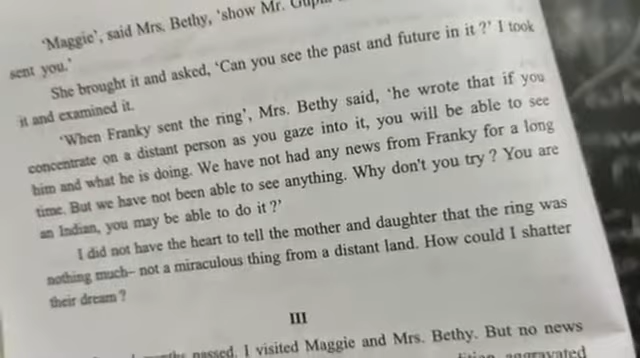 'Maggie', said Mrs. Bethy, 'show Mr.
sent you.'
She brought it and asked, 'Can you see the past and future in it ?' I took
it and examined it.
'When Franky sent the ring', Mrs. Bethy said, 'he wrote that if you
concentrate on a distant person as you gaze into it, you will be able to see
him and what he is doing. We have not had any news from Franky for a long
time. But we have not been able to see anything. Why don't you try ? You are
an Indian, you may be able to do it ?'
I did not have the heart to tell the mother and daughter that the ring was
nothing much– not a miraculous thing from a distant land. How could I shatter
their dream ?
III
passed. I visited Maggie and Mrs. Bethy. But no news
aggravated